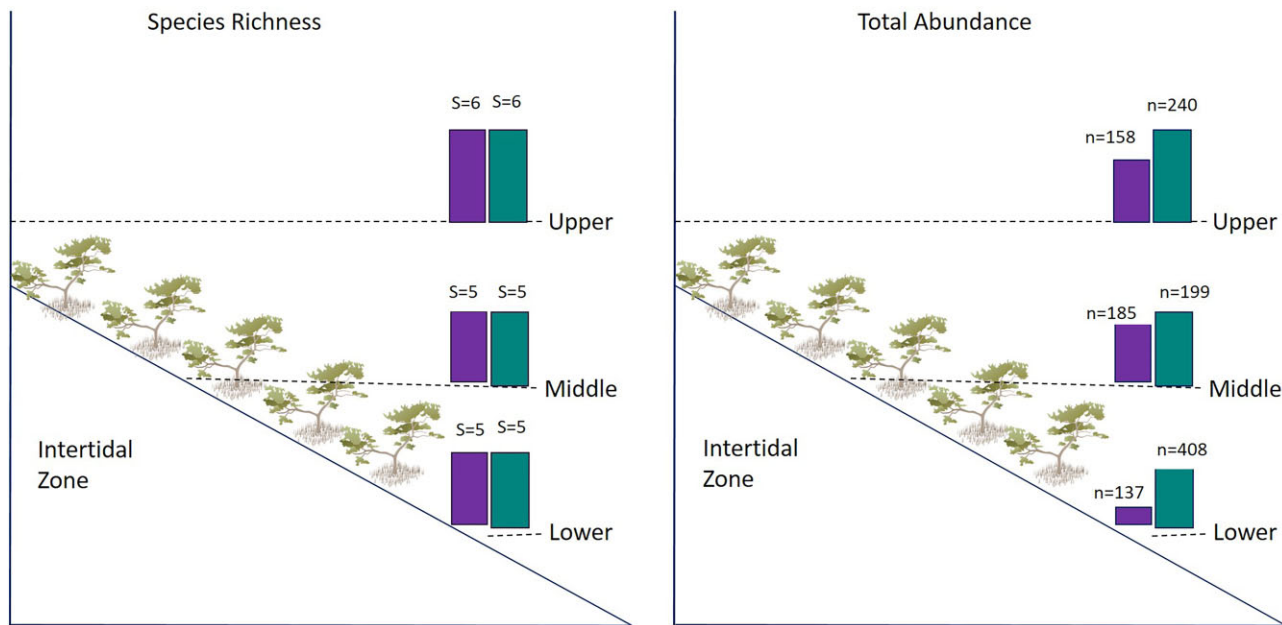 Species Richness
S=6 S=6
Upper
S=5 S=5
Middle
S=5 S=5
Intertidal
Zone
Lower
Total Abundance
n=240
n=158
Upper
n=199
n=185
Middle
n=408
Intertidal
Zone
n=137
Lower